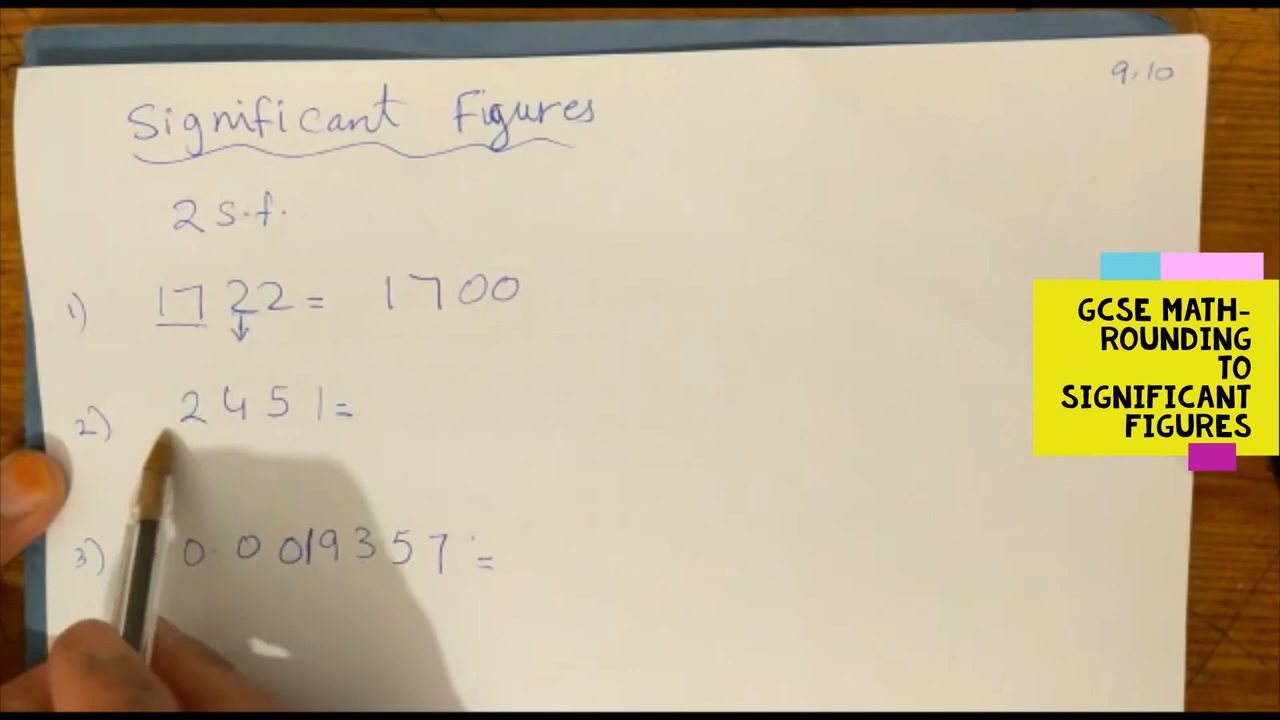 9.10
Significant Figures
2 s.f.
1) 1722 = 1700
2) 2451=
3) 0.0019357 =
GCSE MATH-
ROUNDING
TO
SIGNIFICANT
FIGURES